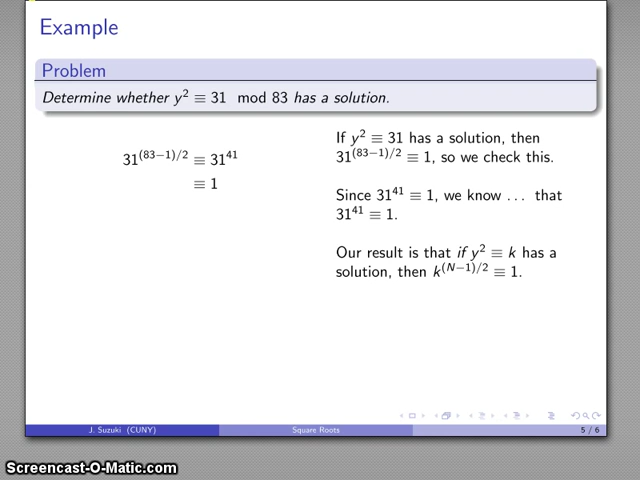 Example
Problem
Determine whether y² ≡ 31 mod 83 has a solution.
31^(83−1)/2 ≡ 31^41
≡ 1
If y² ≡ 31 has a solution, then
31^(83−1)/2 ≡ 1, so we check this.
Since 31^41 ≡ 1, we know ... that
31^41 ≡ 1.
Our result is that if y² ≡ k has a
solution, then k^(N−1)/2 ≡ 1.
J. Suzuki (CUNY)
Square Roots
5 / 6
Screencast-O-Matic.com